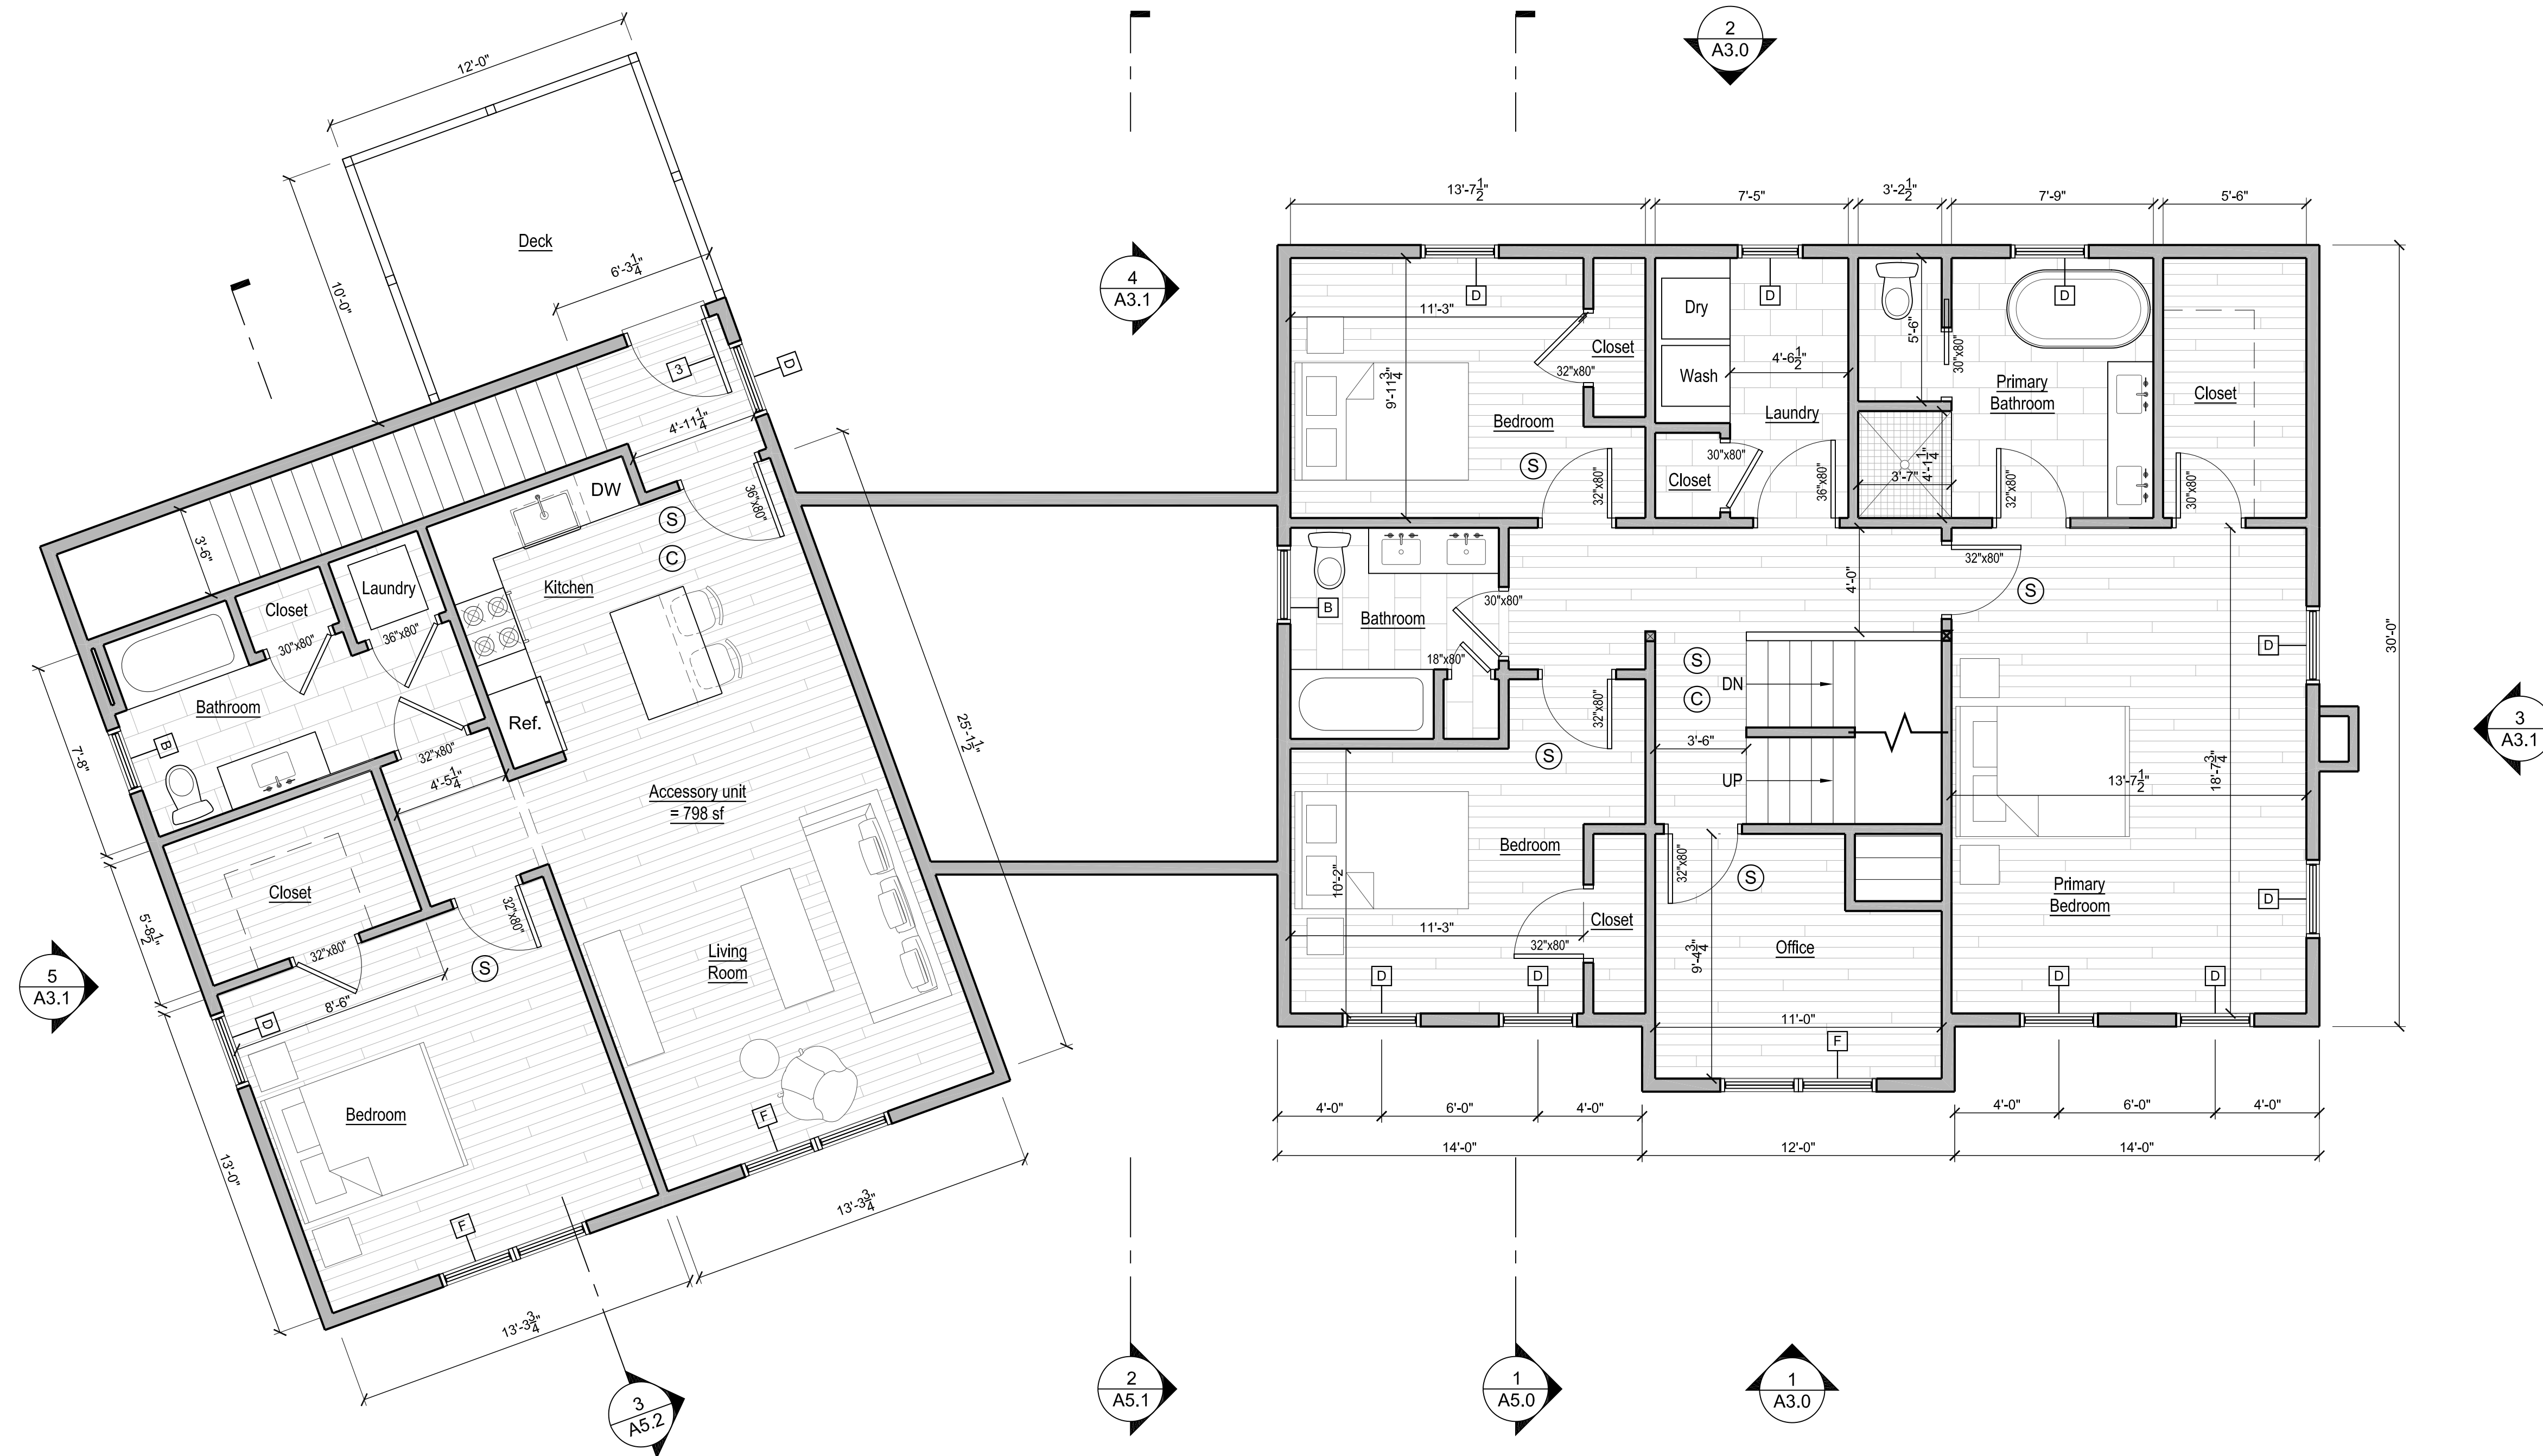 12'-0"
2
A3.0
13'-7 1/2"
7'-5"
3'-2 1/2"
7'-9"
5'-6"
Deck
6'-3 1/4"
10'-0"
4
A3.1
D
D
D
Dry
11'-3"
5'-6"
30"x80"
Closet
32"x80"
Wash
4'-6 1/2"
9'-11 3/4"
Primary
Bathroom
Closet
Laundry
Bedroom
3
D
4'-11 1/4"
S
30"x80"
Closet
32"x80"
36"x80"
3'-7"
4'-1 1/4"
32"x80"
30"x80"
DW
36"x80"
S
C
3'-6"
Kitchen
Laundry
Closet
30"x80"
36"x80"
32"x80"
4'-0"
S
B
30"x80"
Bathroom
18"x80"
30'-0"
D
S
C
DN
32"x80"
Bathroom
Ref.
B
32"x80"
4'-5 1/4"
7'-8"
25'-1 1/2"
3'-6"
S
3
A3.1
UP
13'-7 1/2"
18'-7 3/4"
Accessory unit
= 798 sf
Bedroom
10'-2"
32"x80"
S
Primary
Bedroom
D
Closet
5'-8 1/2"
32"x80"
11'-3"
Closet
32"x80"
9'-4 3/4"
Office
Living
Room
32"x80"
S
5
A3.1
8'-6"
D
D
D
D
D
11'-0"
F
Bedroom
F
13'-0"
F
4'-0"
6'-0"
4'-0"
4'-0"
6'-0"
4'-0"
14'-0"
12'-0"
14'-0"
13'-3 3/4"
13'-3 3/4"
3
A5.2
2
A5.1
1
A5.0
1
A3.0